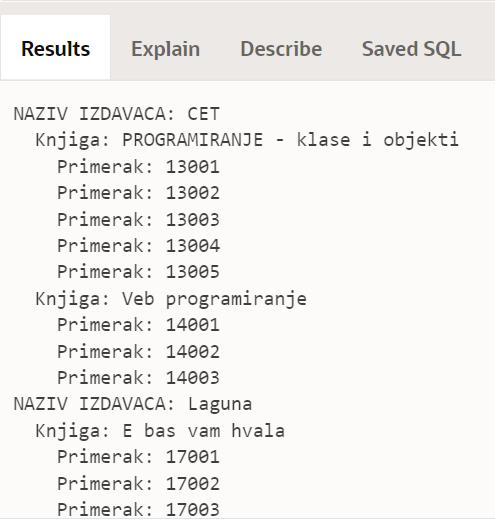 Results Explain Describe Saved SQL
NAZIV IZDAVACA: CET
Knjiga: PROGRAMIRANJE - klase i objekti
Primerak: 13001
Primerak: 13002
Primerak: 13003
Primerak: 13004
Primerak: 13005
Knjiga: Veb programiranje
Primerak: 14001
Primerak: 14002
Primerak: 14003
NAZIV IZDAVACA: Laguna
Knjiga: E bas vam hvala
Primerak: 17001
Primerak: 17002
Primerak: 17003